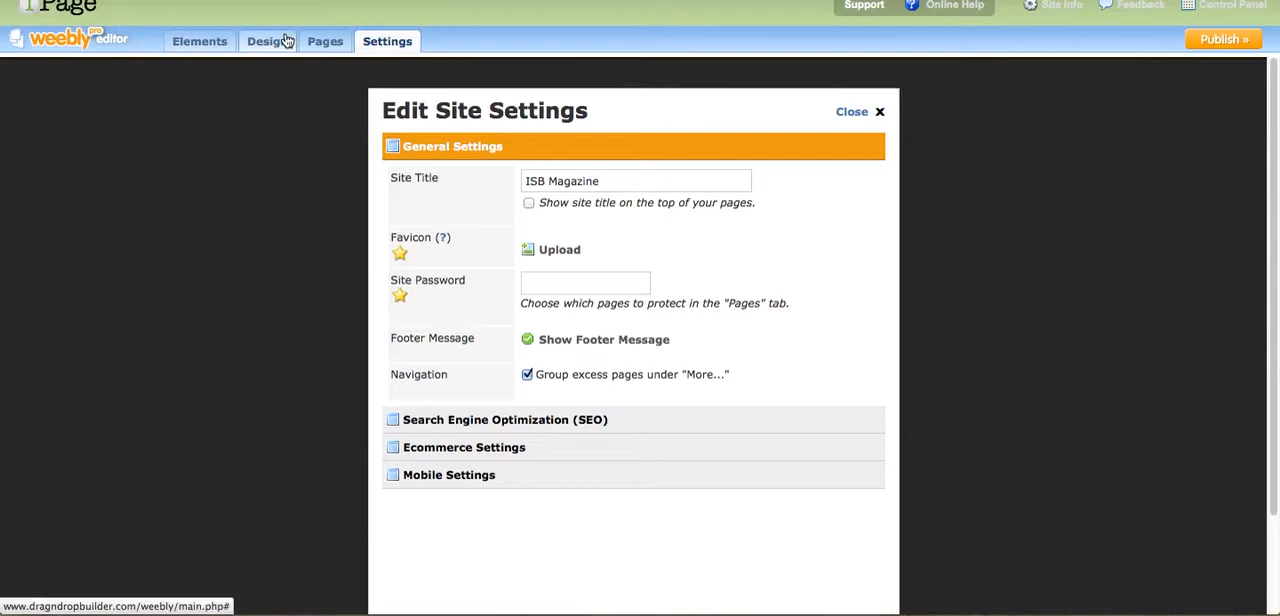 iPage
Support ? Online Help Site Info Feedback Control Panel
weebly pro editor Elements Design Pages Settings Publish »
Edit Site Settings Close x
General Settings
Site Title ISB Magazine
Show site title on the top of your pages.
Favicon (?) Upload
Site Password
Choose which pages to protect in the "Pages" tab.
Footer Message Show Footer Message
Navigation Group excess pages under "More..."
Search Engine Optimization (SEO)
Ecommerce Settings
Mobile Settings
www.dragndropbuilder.com/weebly/main.php#